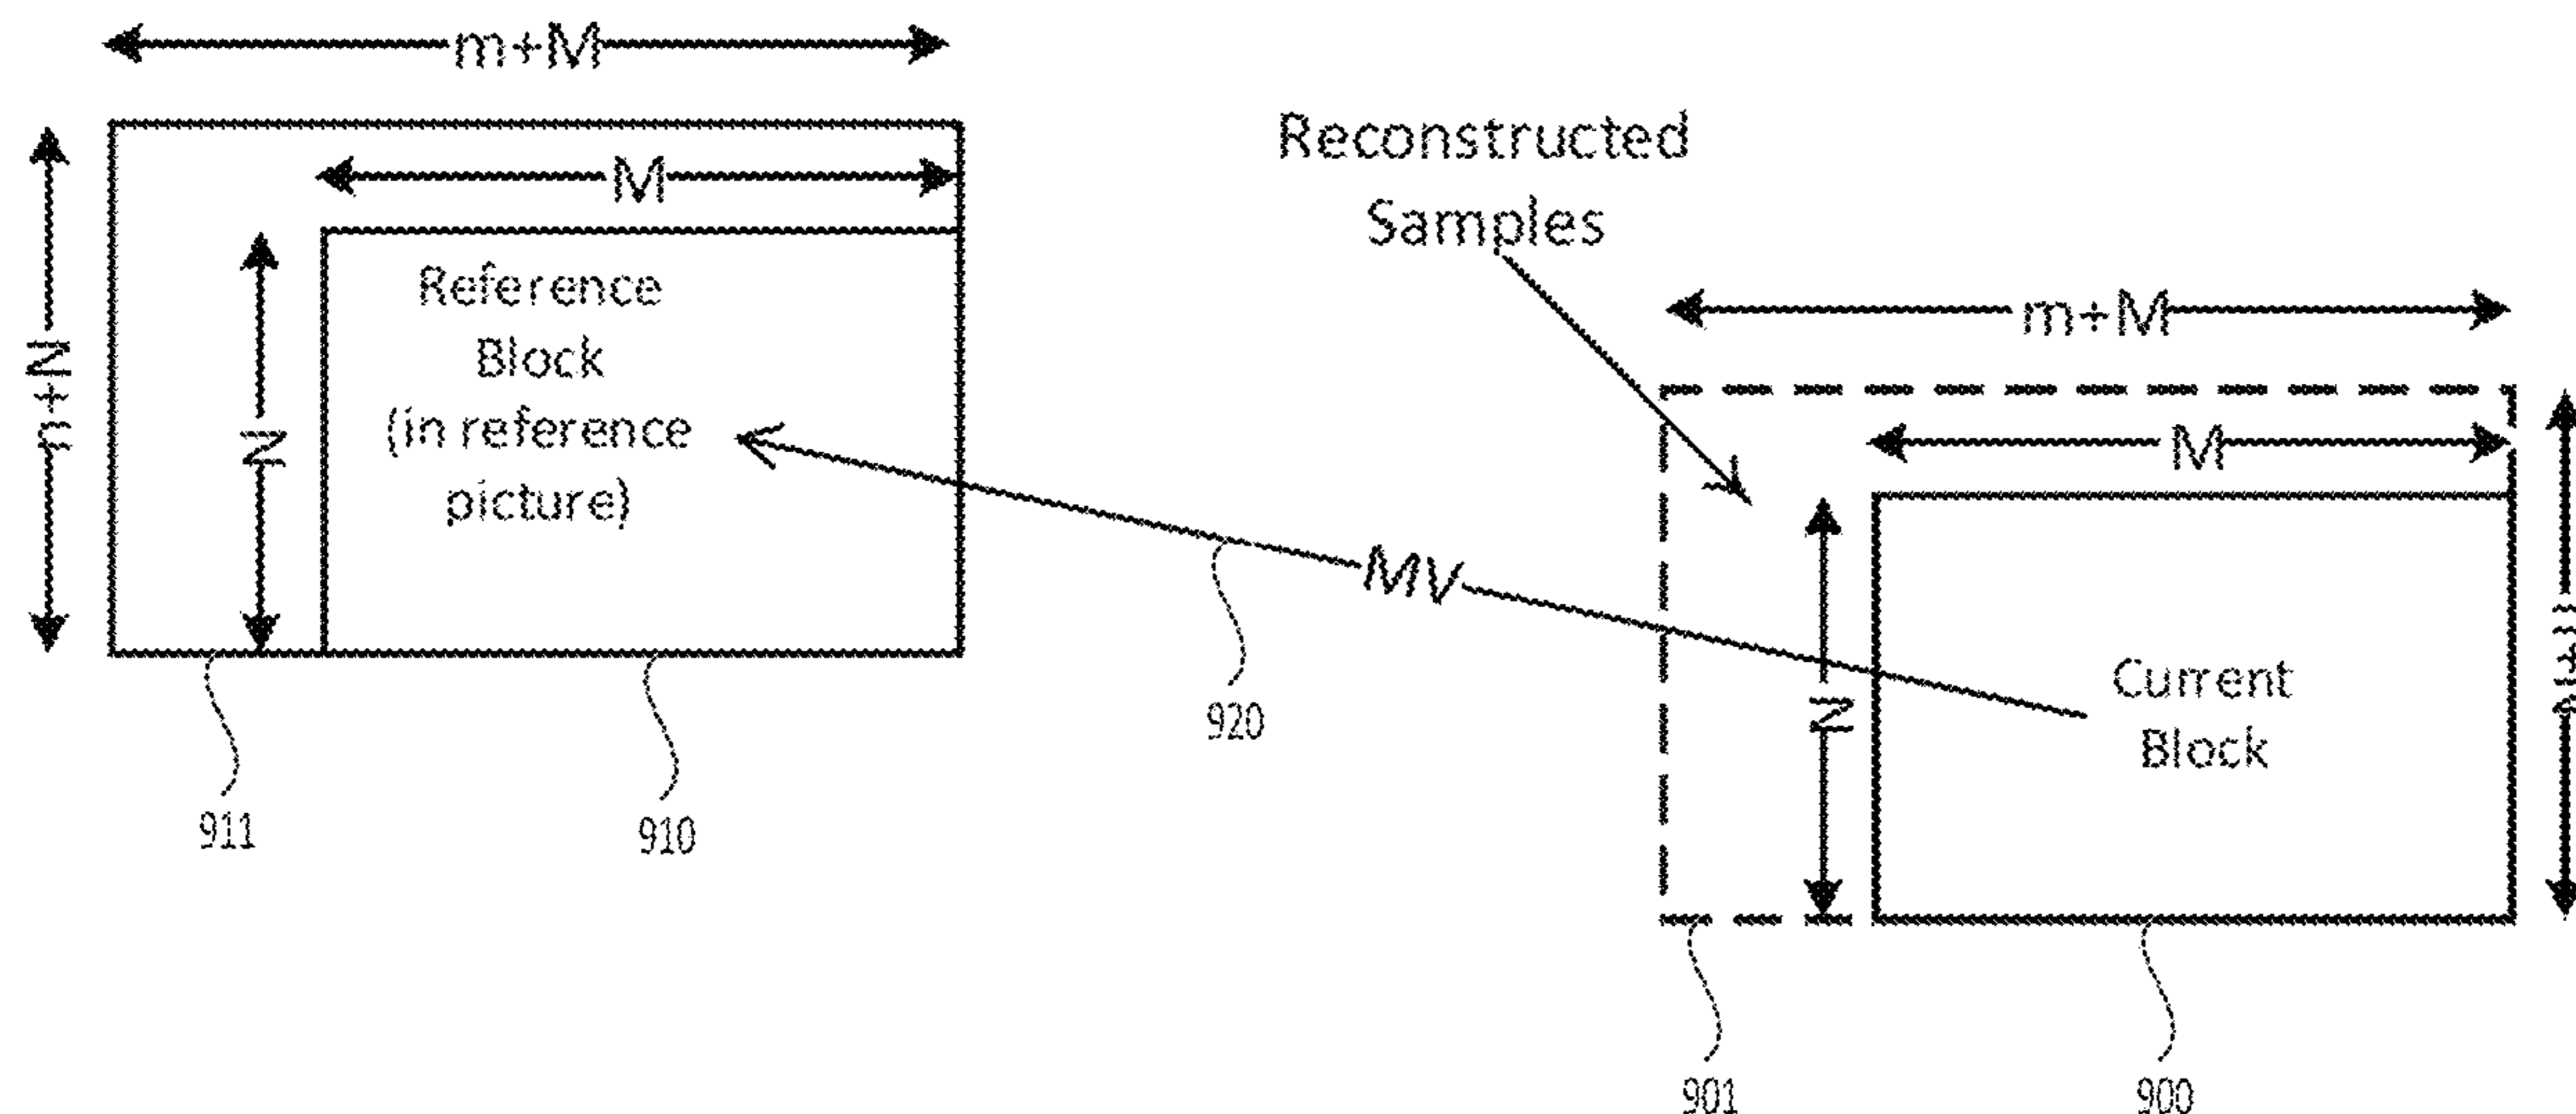 m+M
n+N
M
N
Reference
Block
(in reference
picture)
911
910
MV
920
Reconstructed
Samples
m+M
M
N
Current
Block
901
900